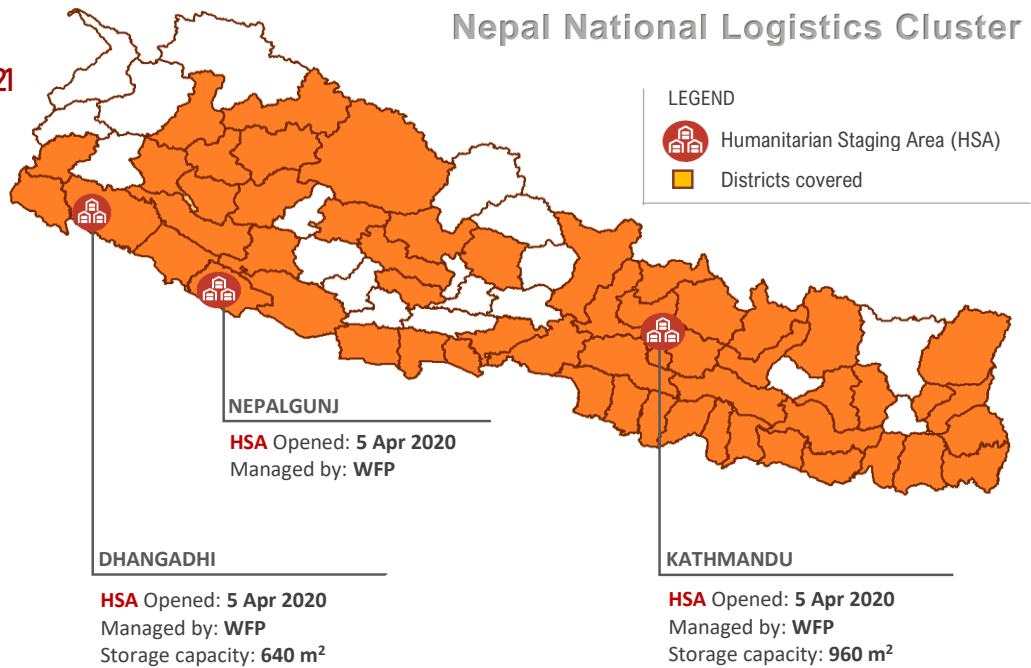 Nepal National Logistics Cluster
21
LEGEND
Humanitarian Staging Area (HSA)
Districts covered
NEPALGUNJ
HSA Opened: 5 Apr 2020
Managed by: WFP
DHANGADHI
HSA Opened: 5 Apr 2020
Managed by: WFP
Storage capacity: 640 m²
KATHMANDU
HSA Opened: 5 Apr 2020
Managed by: WFP
Storage capacity: 960 m²